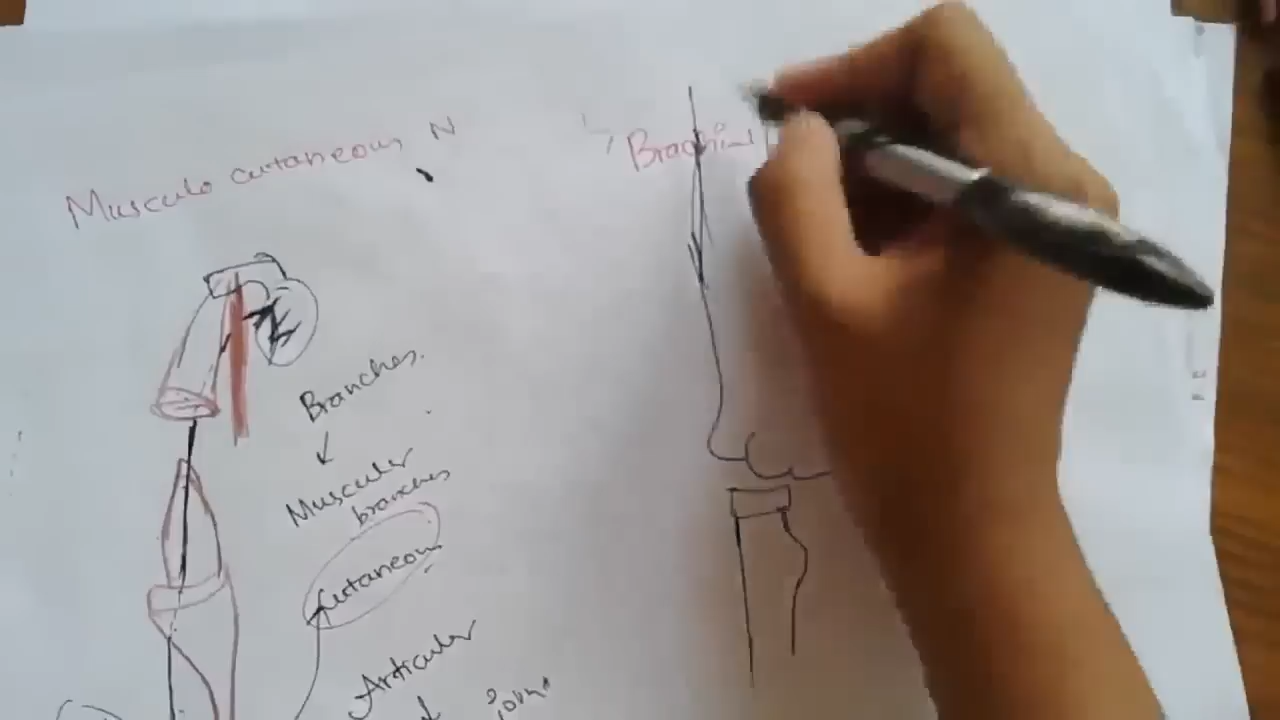 Musculo cutaneous N
Brachial
Branches.
Muscular
branches
Cutaneous
Articular